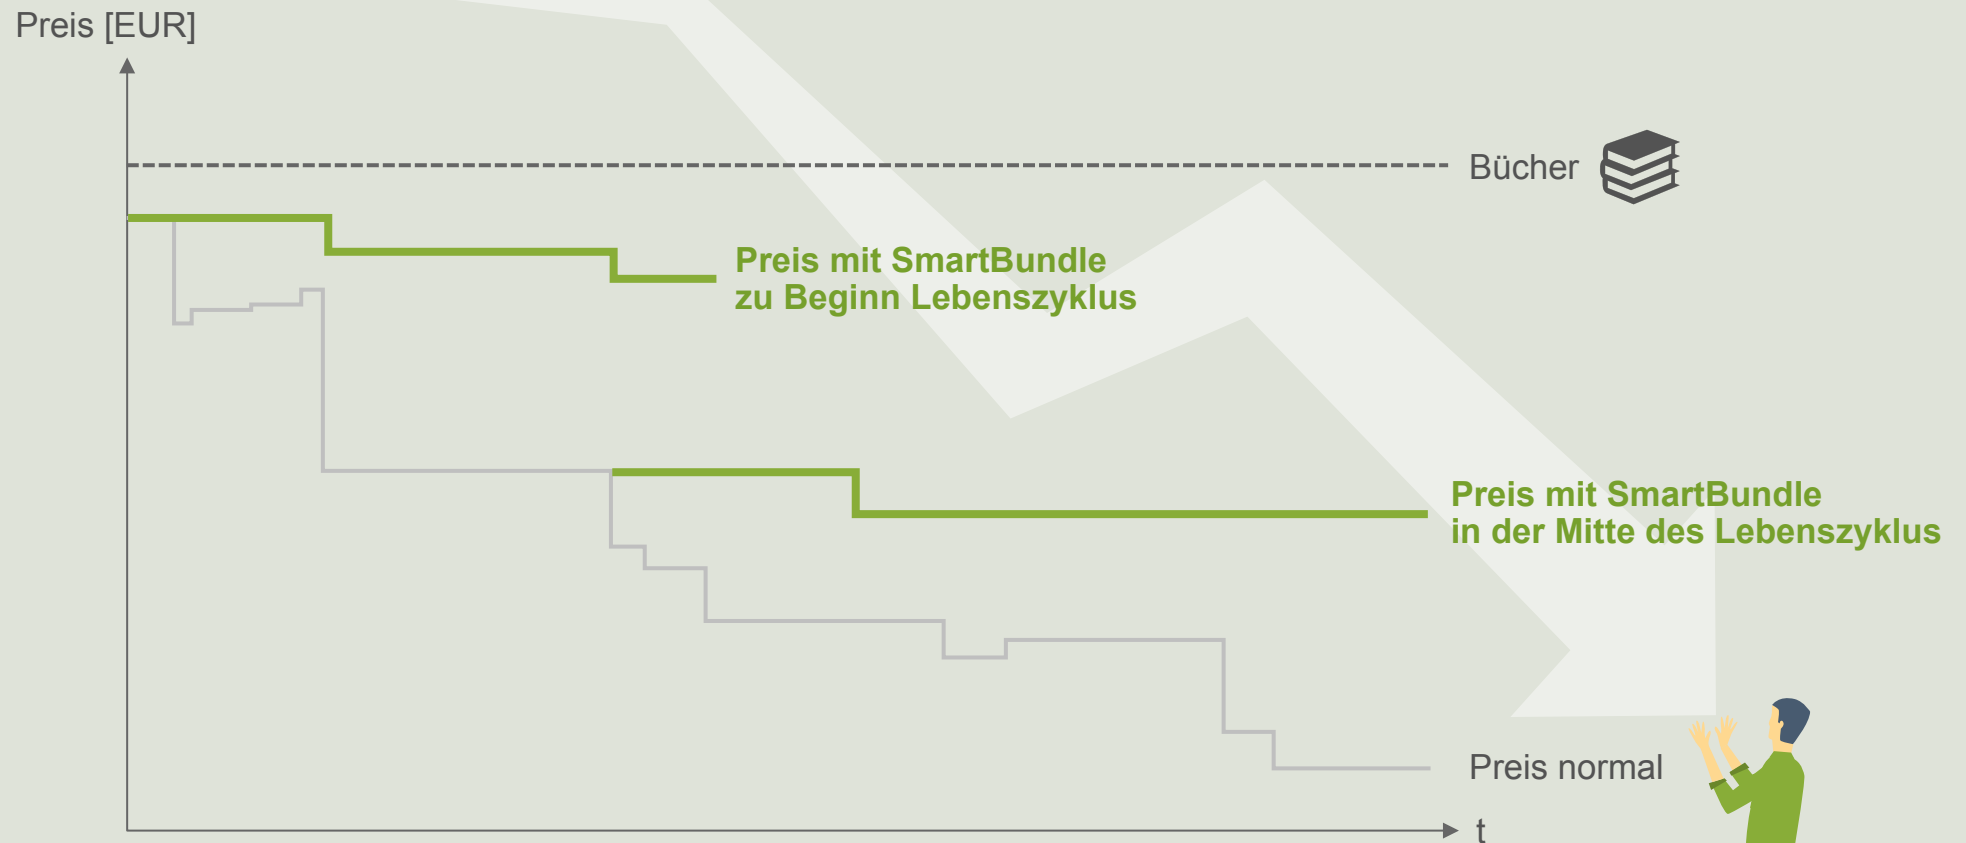 Preis [EUR]
Bücher
Preis mit SmartBundle
zu Beginn Lebenszyklus
Preis mit SmartBundle
in der Mitte des Lebenszyklus
Preis normal
t